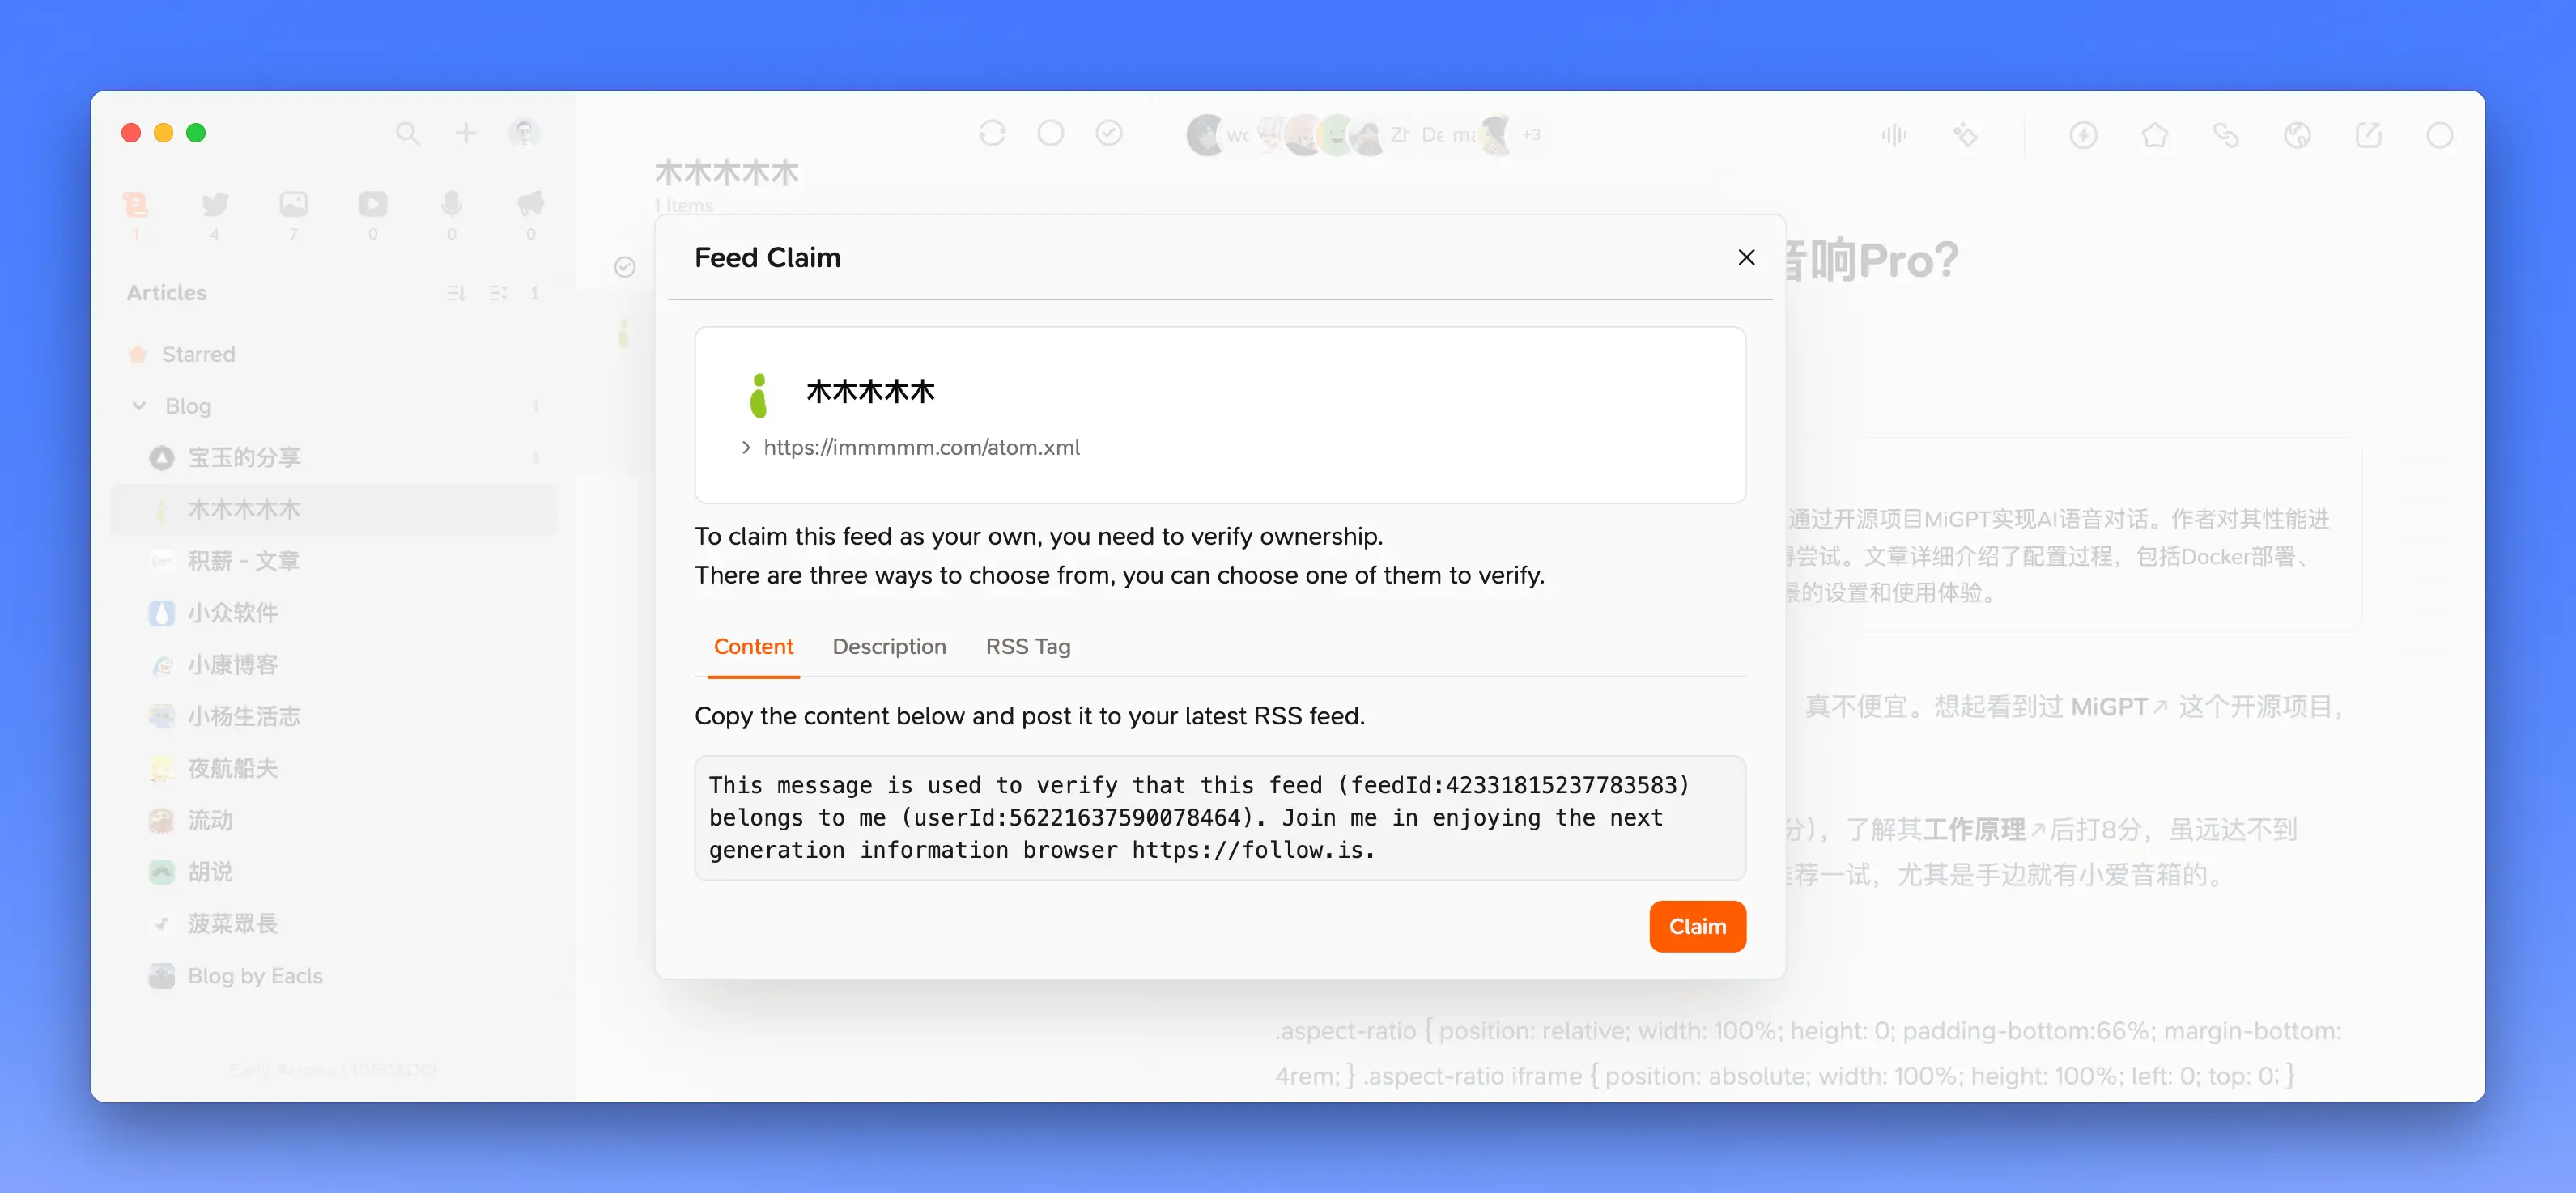 1
4
7
0
0
0
Articles
1
Starred
Blog
1
宝玉的分享
1
木木木木木
积薪 - 文章
小众软件
小康博客
小杨生活志
夜航船夫
流动
胡说
菠菜眾長
Blog by Eacls
木木木木木
1 Items
Zh De ma +3
音响Pro?
通过开源项目MiGPT实现AI语音对话。作者对其性能进
得尝试。文章详细介绍了配置过程，包括Docker部署、
景的设置和使用体验。
真不便宜。想起看到过 MiGPT 这个开源项目，
分），了解其工作原理后打8分，虽远达不到
推荐一试，尤其是手边就有小爱音箱的。
.aspect-ratio { position: relative; width: 100%; height: 0; padding-bottom:66%; margin-bottom:
4rem; } .aspect-ratio iframe { position: absolute; width: 100%; height: 100%; left: 0; top: 0; }
Feed Claim
木木木木木
https://immmmm.com/atom.xml
To claim this feed as your own, you need to verify ownership.
There are three ways to choose from, you can choose one of them to verify.
Content Description RSS Tag
Copy the content below and post it to your latest RSS feed.
This message is used to verify that this feed (feedId:42331815237783583)
belongs to me (userId:56221637590078464). Join me in enjoying the next
generation information browser https://follow.is.
Claim